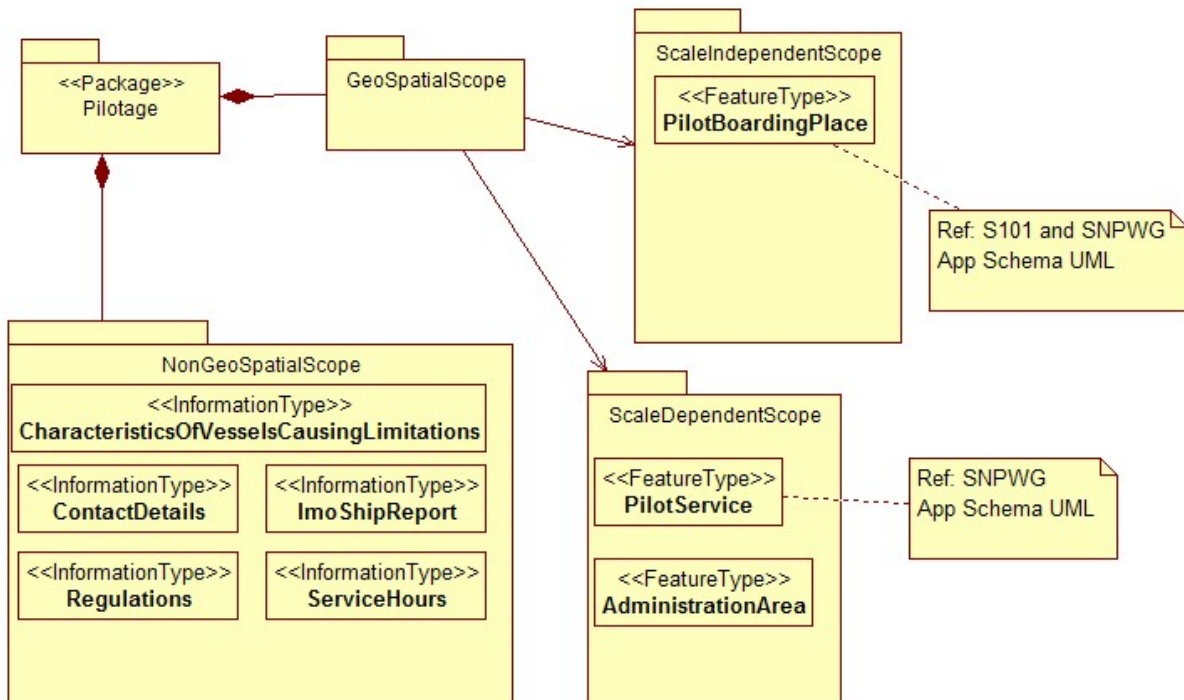 <<Package>>
Pilotage
GeoSpatialScope
ScaleIndependentScope
<<FeatureType>>
PilotBoardingPlace
Ref: S101 and SNPWG
App Schema UML
NonGeoSpatialScope
<<InformationType>>
CharacteristicsOfVesselsCausingLimitations
<<InformationType>>
ContactDetails
<<InformationType>>
ImoShipReport
<<InformationType>>
Regulations
<<InformationType>>
ServiceHours
ScaleDependentScope
<<FeatureType>>
PilotService
Ref: SNPWG
App Schema UML
<<FeatureType>>
AdministrationArea